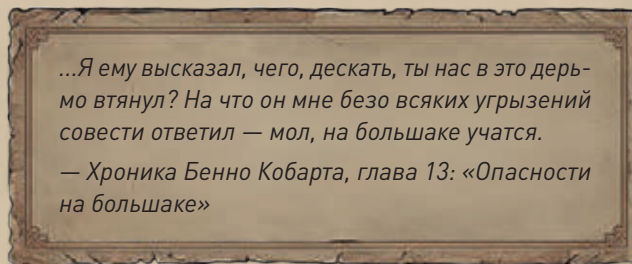 …Я ему высказал, чего, дескать, ты нас в это дерь-
мо втянул? На что он мне безо всяких угрызений
совести ответил — мол, на большаке учатся.
— Хроника Бенно Кобарта, глава 13: «Опасности
на большаке»